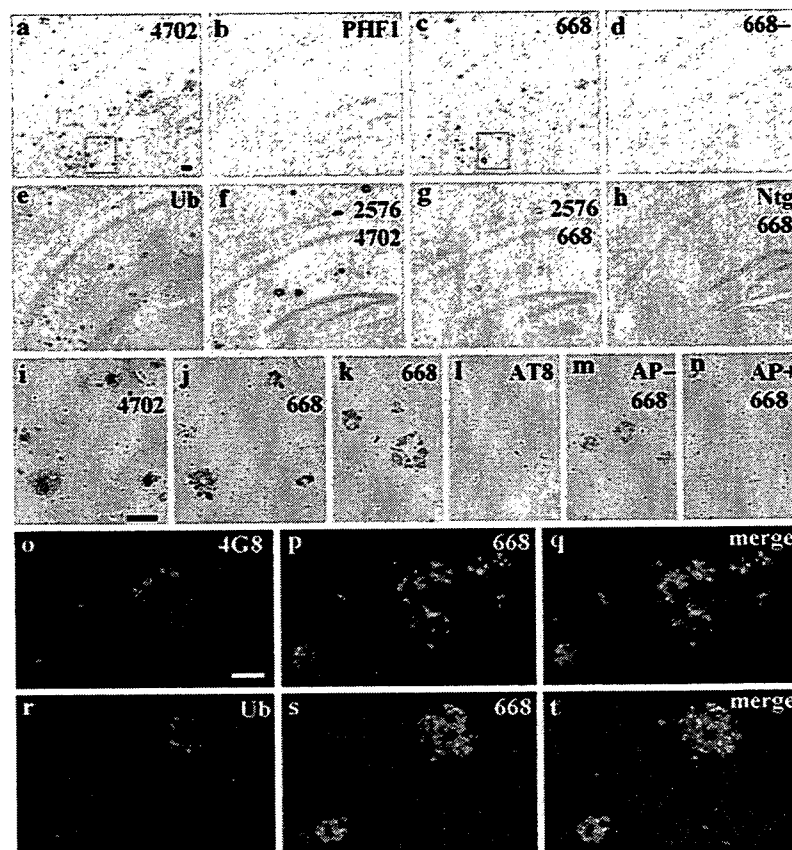 a 4702
b PHF1
c 668
d 668–
e Ub
f 2576
4702
g 2576
668
h Ntg
668
i 4702
j 668
k 668
l AT8
m AP–
668
n AP+
668
o 4G8
p 668
q merge
r Ub
s 668
t merge